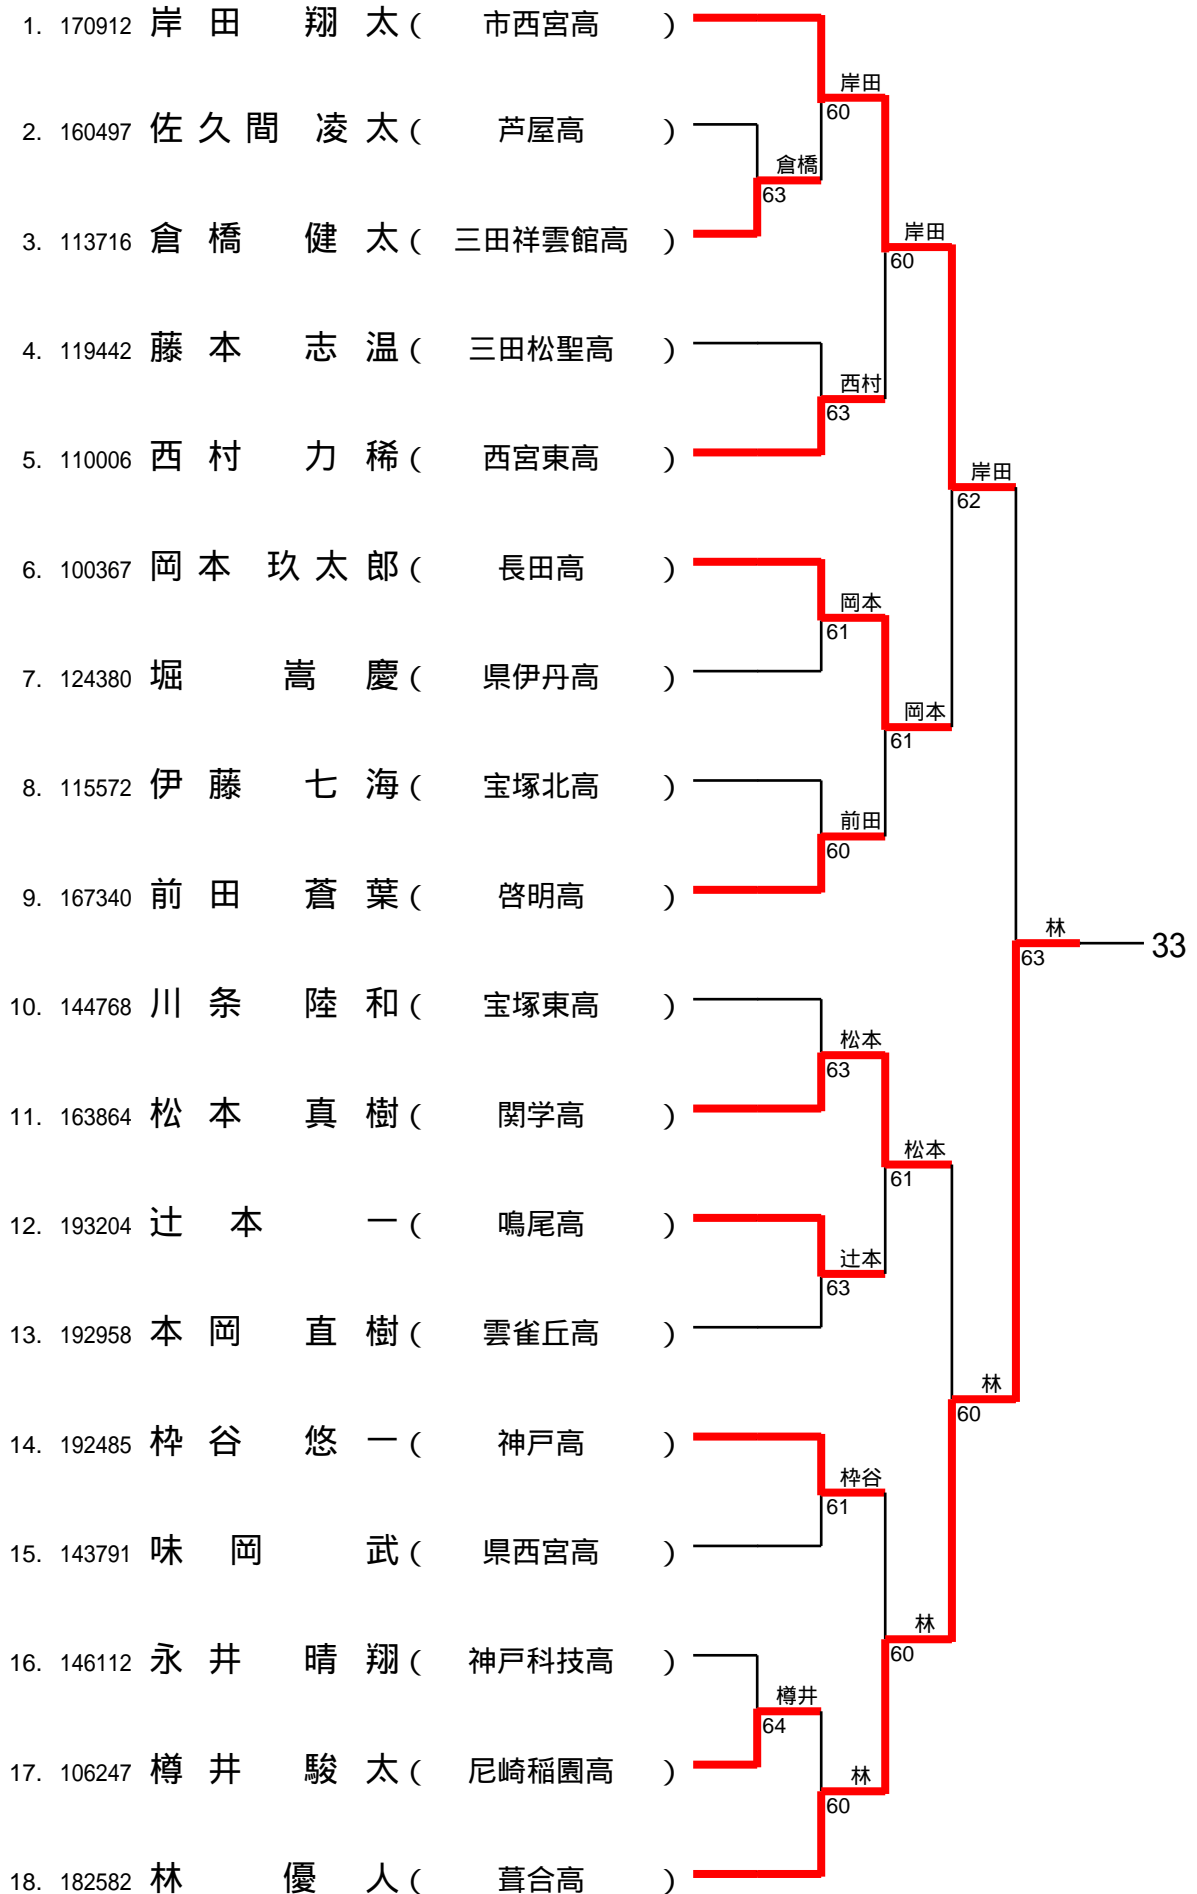 1. 170912 岸田 翔太 ( 市西宮高 )
岸田
60
2. 160497 佐久間 凌太 ( 芦屋高 )
倉橋
63
3. 113716 倉橋 健太 ( 三田祥雲館高 )
岸田
60
4. 119442 藤本 志温 ( 三田松聖高 )
西村
63
5. 110006 西村 力稀 ( 西宮東高 )
岸田
62
6. 100367 岡本 玖太郎 ( 長田高 )
岡本
61
7. 124380 堀 嵩慶 ( 県伊丹高 )
岡本
61
8. 115572 伊藤 七海 ( 宝塚北高 )
前田
60
9. 167340 前田 蒼葉 ( 啓明高 )
林
63
33
10. 144768 川条 陸和 ( 宝塚東高 )
松本
63
11. 163864 松本 真樹 ( 関学高 )
松本
61
12. 193204 辻本 一 ( 鳴尾高 )
辻本
63
13. 192958 本岡 直樹 ( 雲雀丘高 )
林
60
14. 192485 枠谷 悠一 ( 神戸高 )
枠谷
61
15. 143791 味岡 武 ( 県西宮高 )
林
60
16. 146112 永井 晴翔 ( 神戸科技高 )
樽井
64
17. 106247 樽井 駿太 ( 尼崎稲園高 )
林
60
18. 182582 林 優人 ( 葺合高 )